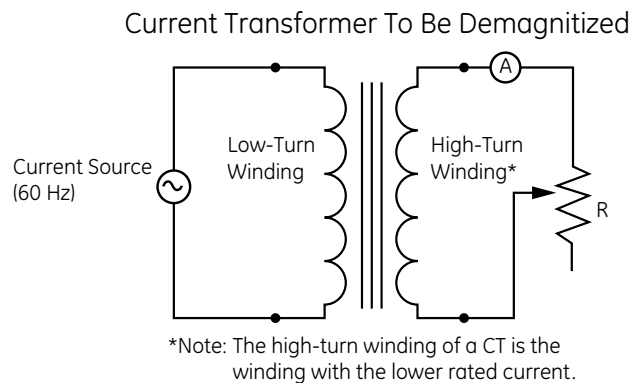 Current Transformer To Be Demagnitized
A
Low-Turn
Winding
High-Turn
Winding*
Current Source
(60 Hz)
R
*Note: The high-turn winding of a CT is the
winding with the lower rated current.